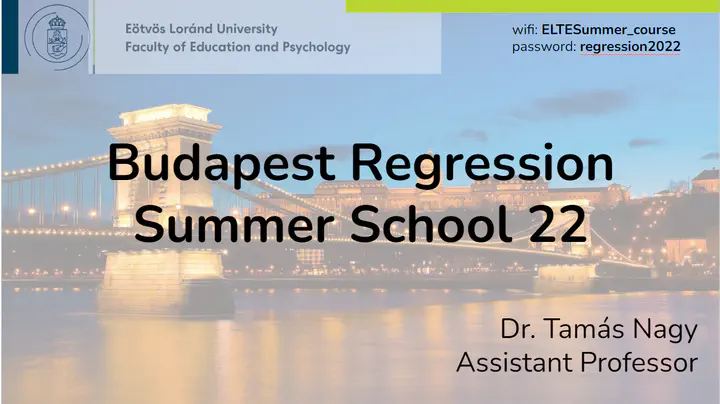 Eötvös Loránd University
Faculty of Education and Psychology
wifi: ELTESummer_course
password: regression2022
Budapest Regression
Summer School 22
Dr. Tamás Nagy
Assistant Professor